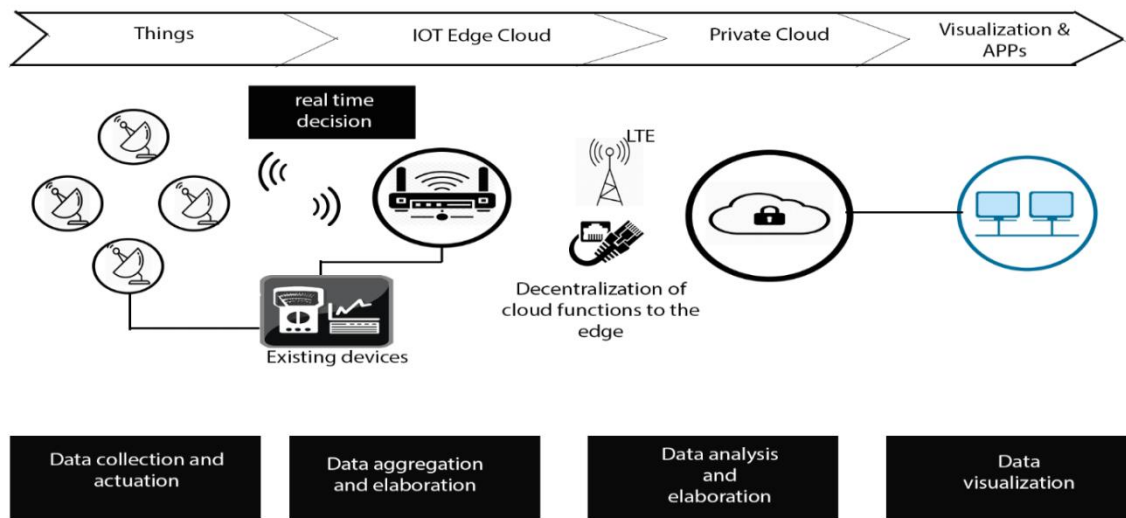 Things
IOT Edge Cloud
Private Cloud
Visualization &
APPs
real time
decision
LTE
Decentralization of
cloud functions to the
edge
Existing devices
Data collection and
actuation
Data aggregation
and elaboration
Data analysis
and
elaboration
Data
visualization